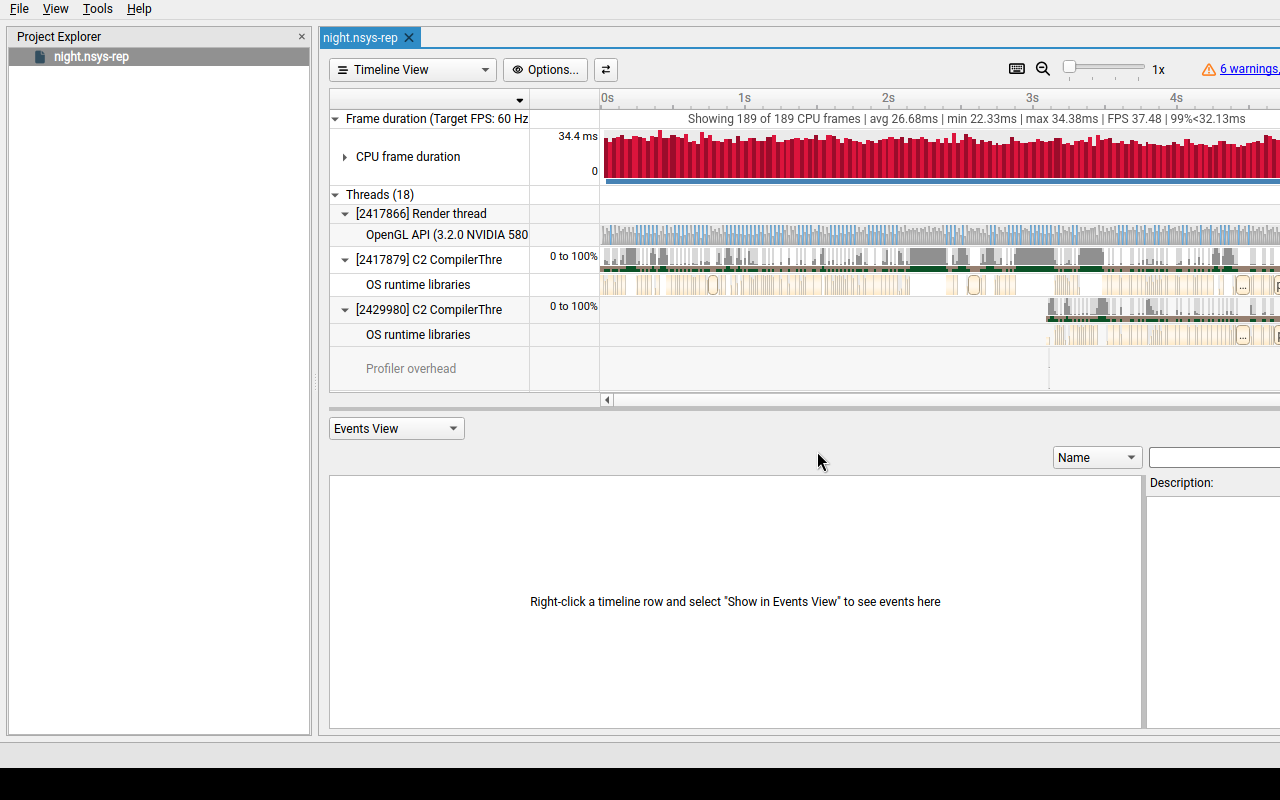 File View Tools Help
Project Explorer
night.nsys-rep
night.nsys-rep
Timeline View
Options...
1x
6 warnings,
0s 1s 2s 3s 4s
Frame duration (Target FPS: 60 Hz
Showing 189 of 189 CPU frames | avg 26.68ms | min 22.33ms | max 34.38ms | FPS 37.48 | 99%<32.13ms
34.4 ms
CPU frame duration
0
Threads (18)
[2417866] Render thread
OpenGL API (3.2.0 NVIDIA 580
[2417879] C2 CompilerThre
0 to 100%
OS runtime libraries
...
[2429980] C2 CompilerThre
0 to 100%
OS runtime libraries
...
Profiler overhead
Events View
Name
Description:
Right-click a timeline row and select "Show in Events View" to see events here